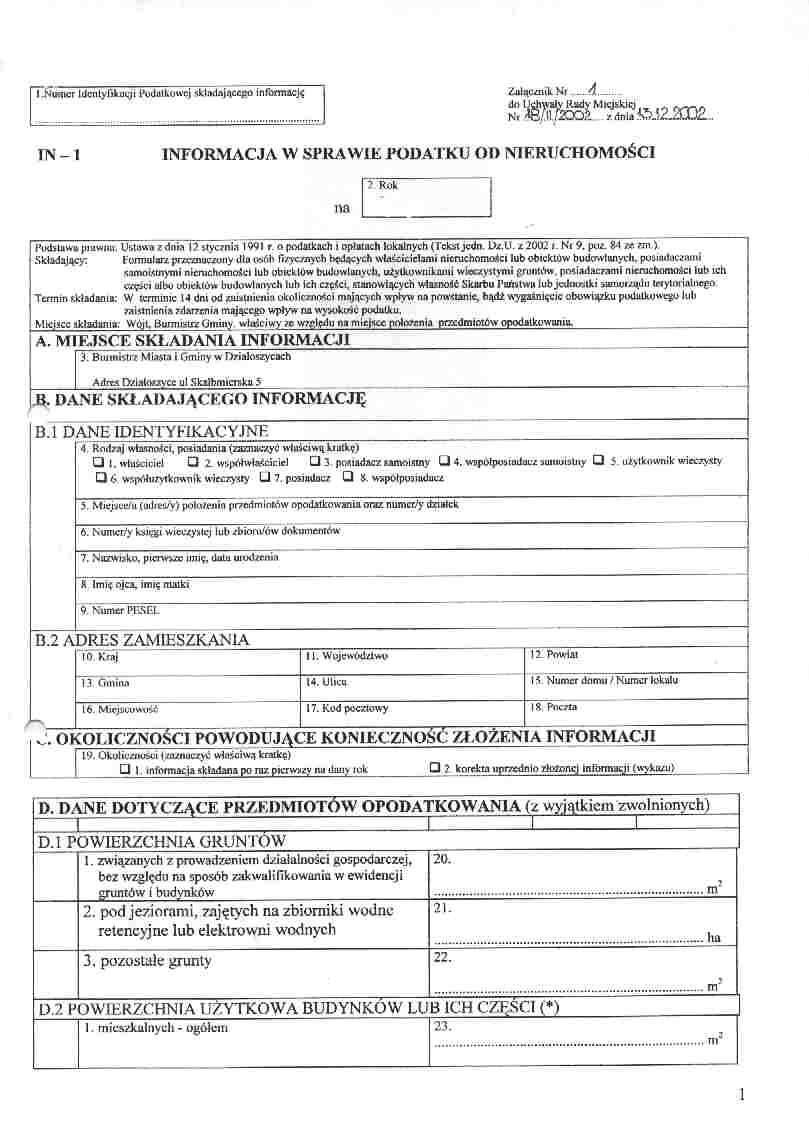 1.Numer Identyfikacji Podatkowej składającego informację
Załącznik Nr ...... 1 ........
do Uchwały Rady Miejskiej
Nr 18/II/2002 z dnia 13.12.2002
IN – 1 INFORMACJA W SPRAWIE PODATKU OD NIERUCHOMOŚCI
2. Rok
na
Podstawa prawna: Ustawa z dnia 12 stycznia 1991 r. o podatkach i opłatach lokalnych (Tekst jedn. Dz.U. z 2002 r. Nr 9, poz. 84 ze zm.).
Składający: Formularz przeznaczony dla osób fizycznych będących właścicielami nieruchomości lub obiektów budowlanych, posiadaczami
samoistnymi nieruchomości lub obiektów budowlanych, użytkownikami wieczystymi gruntów, posiadaczami nieruchomości lub ich
części albo obiektów budowlanych lub ich części, stanowiących własność Skarbu Państwa lub jednostki samorządu terytorialnego.
Termin składania: W terminie 14 dni od zaistnienia okoliczności mających wpływ na powstanie, bądź wygaśnięcie obowiązku podatkowego lub
zaistnienia zdarzenia mającego wpływ na wysokość podatku.
Miejsce składania: Wójt, Burmistrz Gminy, właściwy ze względu na miejsce położenia przedmiotów opodatkowania.
A. MIEJSCE SKŁADANIA INFORMACJI
3. Burmistrz Miasta i Gminy w Działoszycach
Adres Działoszyce ul Skalbmierska 5
B. DANE SKŁADAJĄCEGO INFORMACJĘ
B.1 DANE IDENTYFIKACYJNE
4. Rodzaj własności, posiadania (zaznaczyć właściwą kratkę)
❑ 1. właściciel ❑ 2. współwłaściciel ❑ 3. posiadacz samoistny ❑ 4. współposiadacz samoistny ❑ 5. użytkownik wieczysty
❑ 6. współużytkownik wieczysty ❑ 7. posiadacz ❑ 8. współposiadacz
5. Miejsce/a (adres/y) położenia przedmiotów opodatkowania oraz numer/y działek
6. Numer/y księgi wieczystej lub zbioru/ów dokumentów
7. Nazwisko, pierwsze imię, data urodzenia
8. Imię ojca, imię matki
9. Numer PESEL
B.2 ADRES ZAMIESZKANIA
10. Kraj 11. Województwo 12. Powiat
13. Gmina 14. Ulica 15. Numer domu / Numer lokalu
16. Miejscowość 17. Kod pocztowy 18. Poczta
C. OKOLICZNOŚCI POWODUJĄCE KONIECZNOŚĆ ZŁOŻENIA INFORMACJI
19. Okoliczności (zaznaczyć właściwą kratkę)
❑ 1. informacja składana po raz pierwszy na dany rok ❑ 2. korekta uprzednio złożonej informacji (wykazu)
D. DANE DOTYCZĄCE PRZEDMIOTÓW OPODATKOWANIA (z wyjątkiem zwolnionych)
D.1 POWIERZCHNIA GRUNTÓW
1. związanych z prowadzeniem działalności gospodarczej, 20.
bez względu na sposób zakwalifikowania w ewidencji
gruntów i budynków m²
2. pod jeziorami, zajętych na zbiorniki wodne 21.
retencyjne lub elektrowni wodnych
ha
3. pozostałe grunty 22.
m²
D.2 POWIERZCHNIA UŻYTKOWA BUDYNKÓW LUB ICH CZĘŚCI (*)
1. mieszkalnych - ogółem 23.
m²
1